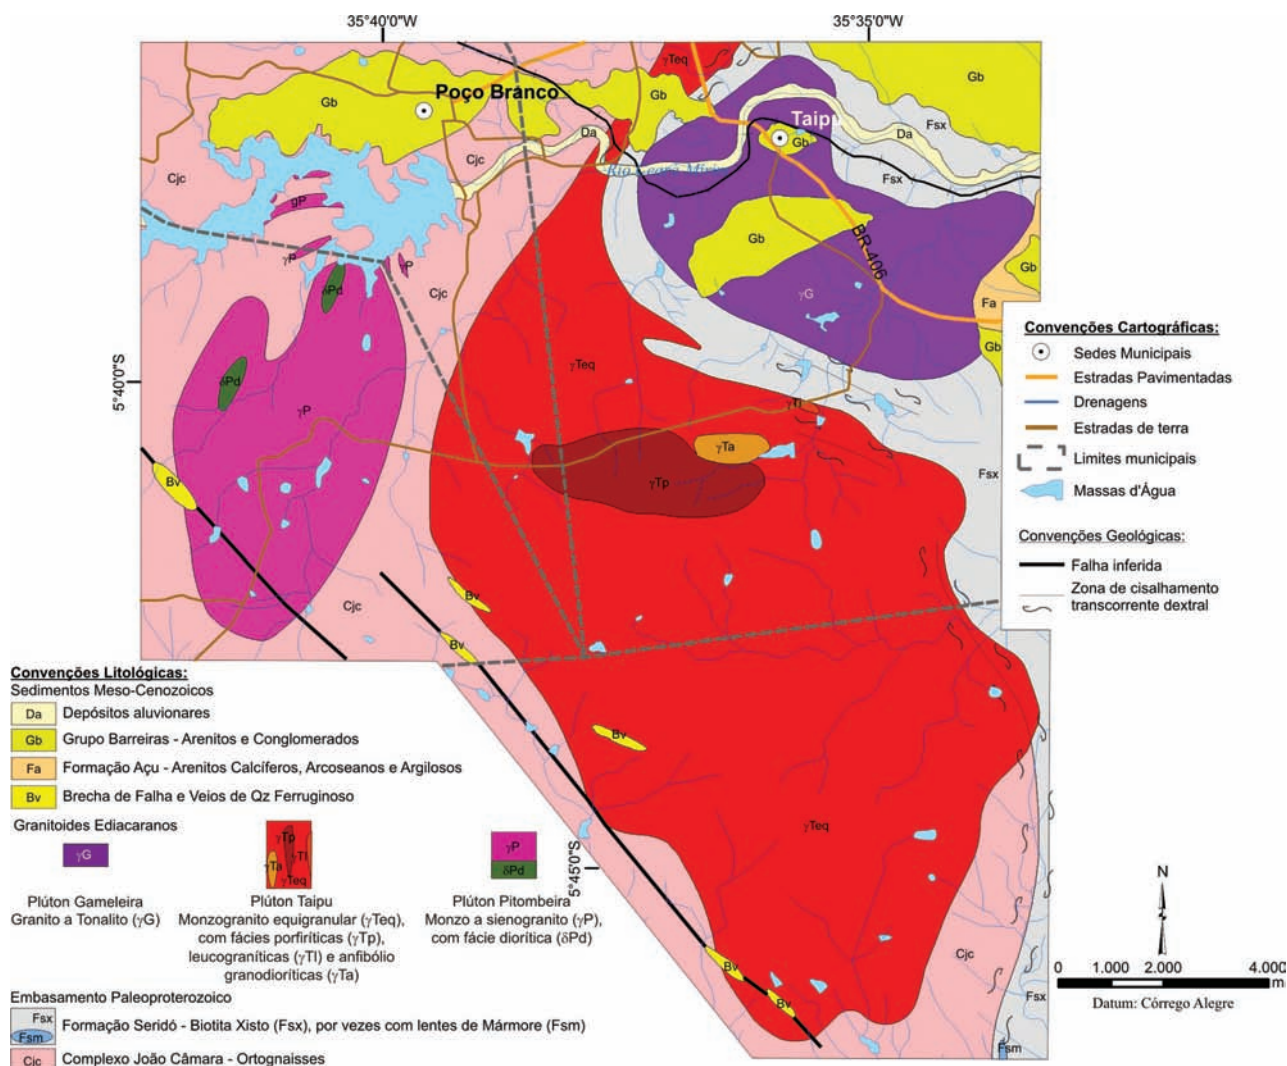 35°40'0"W
35°35'0"W
γTeq
Gb
Gb
Poço Branco
Gb
Taipu
Fsx
Da
Da
Gb
Cjc
Cjc
Fsx
gP
BR-406
Gb
Gb
γP
γP
Cjc
γG
Fa
δPd
Gb
5°40'0"S
γTeq
δPd
γP
γTl
γTa
Fsx
Bv
γTp
Bv
Cjc
Bv
Bv
γTeq
5°45'0"S
Cjc
Bv
Bv
Fsx
Fsx
Fsm
Convenções Cartográficas:
Sedes Municipais
Estradas Pavimentadas
Drenagens
Estradas de terra
Limites municipais
Massas d'Água
Convenções Geológicas:
Falha inferida
Zona de cisalhamento
transcorrente dextral
Convenções Litológicas:
Sedimentos Meso-Cenozoicos
Da Depósitos aluvionares
Gb Grupo Barreiras - Arenitos e Conglomerados
Fa Formação Açu - Arenitos Calcíferos, Arcoseanos e Argilosos
Bv Brecha de Falha e Veios de Qz Ferruginoso
Granitoides Ediacaranos
γG
Plúton Gameleira
Granito a Tonalito (γG)
γTp
γTl
γTa
γTeq
Plúton Taipu
Monzogranito equigranular (γTeq),
com fácies porfiríticas (γTp),
leucograníticas (γTl) e anfibólio
granodioríticas (γTa)
γP
δPd
Plúton Pitombeira
Monzo a sienogranito (γP),
com fácie diorítica (δPd)
Embasamento Paleoproterozoico
Fsx
Fsm
Formação Seridó - Biotita Xisto (Fsx), por vezes com lentes de Mármore (Fsm)
Cjc Complexo João Câmara - Ortognaisses
N
0 1.000 2.000 4.000
m
Datum: Córrego Alegre